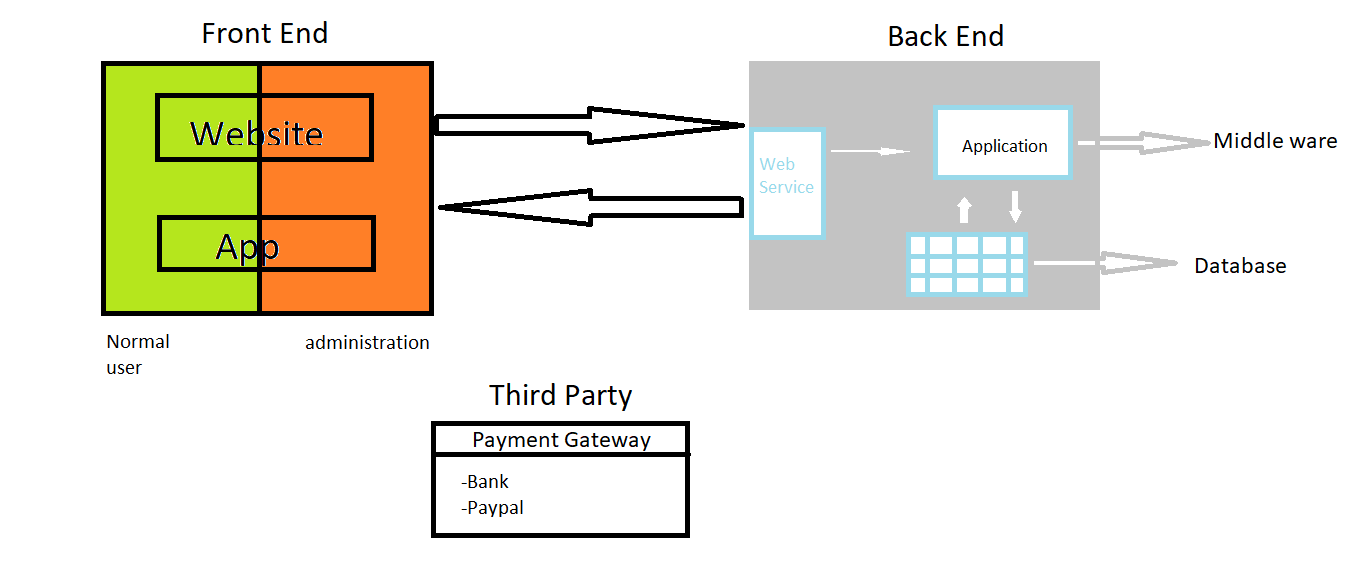 Front End
Back End
Website
App
Normal
user
administration
Web
Service
Application
Middle ware
Database
Third Party
Payment Gateway
-Bank
-Paypal